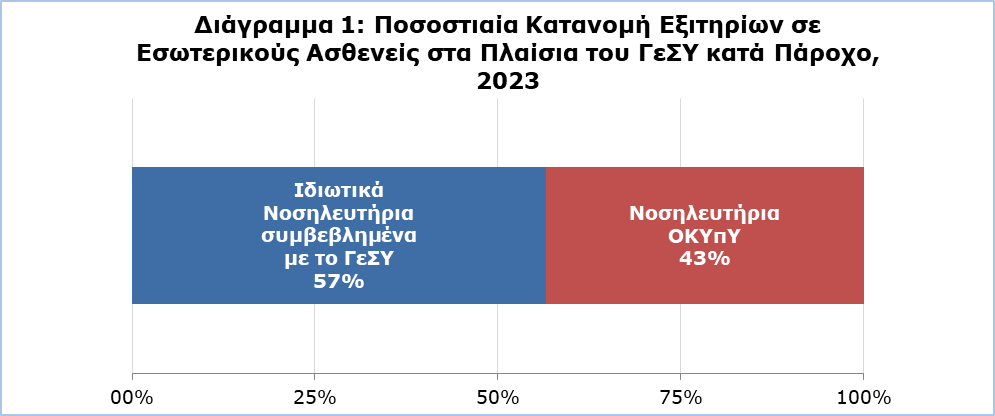 Διάγραμμα 1: Ποσοστιαία Κατανομή Εξιτηρίων σε
Εσωτερικούς Ασθενείς στα Πλαίσια του ΓεΣΥ κατά Πάροχο,
2023
Ιδιωτικά
Νοσηλευτήρια
συμβεβλημένα
με το ΓεΣΥ
57%
Νοσηλευτήρια
ΟΚΥπΥ
43%
00%
25%
50%
75%
100%